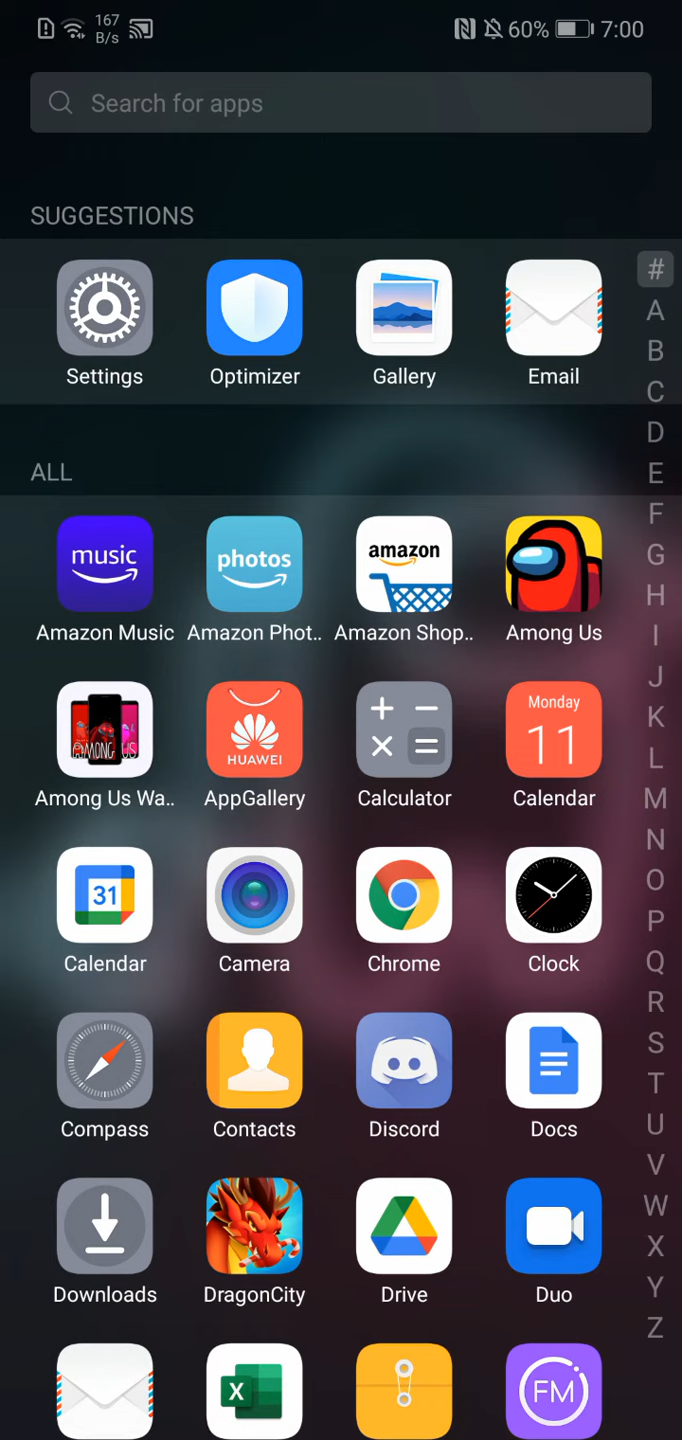 167
B/s
60%
7:00
Search for apps
SUGGESTIONS
Settings
Optimizer
Gallery
Email
ALL
music
photos
amazon
Amazon Music
Amazon Phot..
Amazon Shop..
Among Us
AMONG US
HUAWEI
Monday
11
Among Us Wa..
AppGallery
Calculator
Calendar
31
Calendar
Camera
Chrome
Clock
Compass
Contacts
Discord
Docs
Downloads
DragonCity
Drive
Duo
X
FM
#
A
B
C
D
E
F
G
H
I
J
K
L
M
N
O
P
Q
R
S
T
U
V
W
X
Y
Z